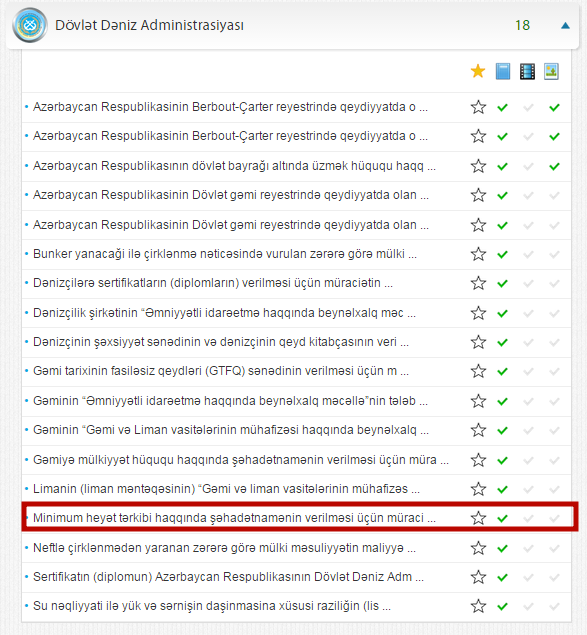 Dövlət Dəniz Administrasiyası 18
Azərbaycan Respublikasinin Berbout-Çarter reyestrində qeydiyyatda o ...
Azərbaycan Respublikasinin Berbout-Çarter reyestrində qeydiyyatda o ...
Azərbaycan Respublikasının dövlət bayrağı altında üzmək hüququ haqq ...
Azərbaycan Respublikasinin Dövlət gəmi reyestrində qeydiyyatda olan ...
Azərbaycan Respublikasinin Dövlət gəmi reyestrində qeydiyyatda olan ...
Bunker yanacaği ilə çirklənmə nəticəsində vurulan zərərə görə mülki ...
Dənizçilərə sertifikatların (diplomların) verilməsi üçün müraciətin ...
Dənizçilik şirkətinin “Əmniyyətli idarəetmə haqqında beynəlxalq məc ...
Dənizçinin şəxsiyyət sənədinin və dənizçinin qeyd kitabçasının veri ...
Gəmi tarixinin fasiləsiz qeydləri (GTFQ) sənədinin verilməsi üçün m ...
Gəminin “Əmniyyətli idarəetmə haqqında beynəlxalq məcəllə”nin tələb ...
Gəminin “Gəmi və Liman vasitələrinin mühafizəsi haqqında beynəlxalq ...
Gəmiyə mülkiyyət hüququ haqqında şəhadətnamənin verilməsi üçün müra ...
Limanin (liman məntəqəsinin) “Gəmi və liman vasitələrinin mühafizəs ...
Minimum heyət tərkibi haqqında şəhadətnamənin verilməsi üçün müraci ...
Neftlə çirklənmədən yaranan zərərə görə mülki məsuliyyətin maliyyə ...
Sertifikatın (diplomun) Azərbaycan Respublikasının Dövlət Dəniz Adm ...
Su nəqliyyati ilə yük və sərnişin daşinmasina xüsusi raziliğin (lis ...